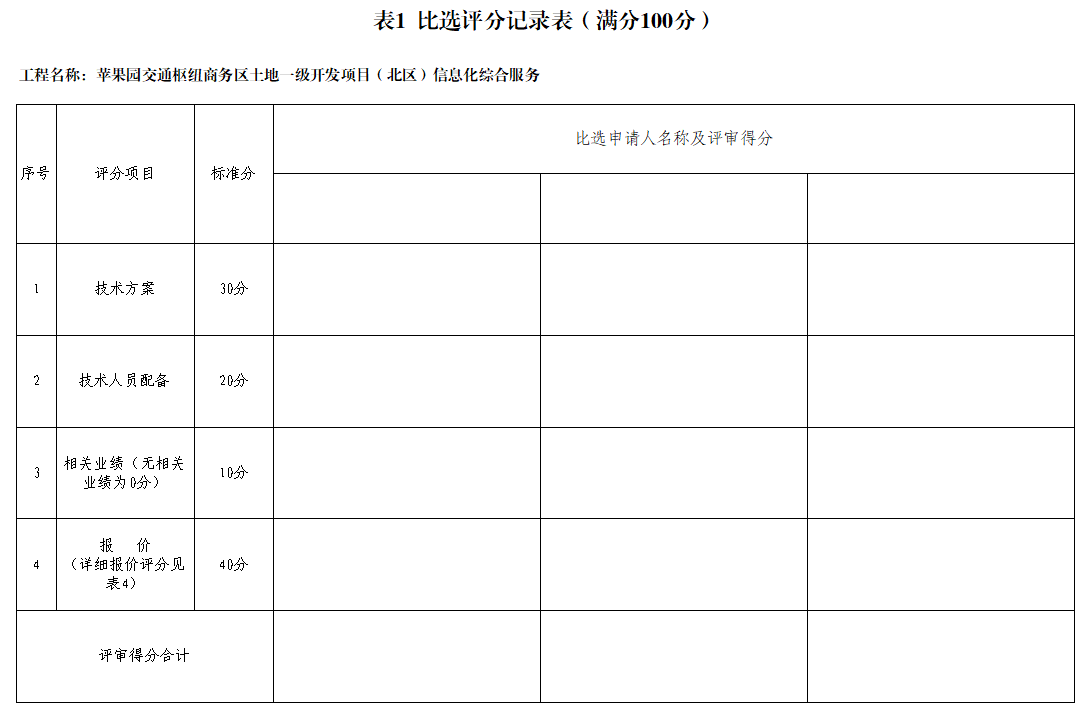 表1 比选评分记录表（满分100分）
工程名称：苹果园交通枢纽商务区土地一级开发项目（北区）信息化综合服务
序号 评分项目 标准分 比选申请人名称及评审得分
1 技术方案 30分
2 技术人员配备 20分
3 相关业绩（无相关
业绩为0分） 10分
4 报 价
（详细报价评分见
表4） 40分
评审得分合计